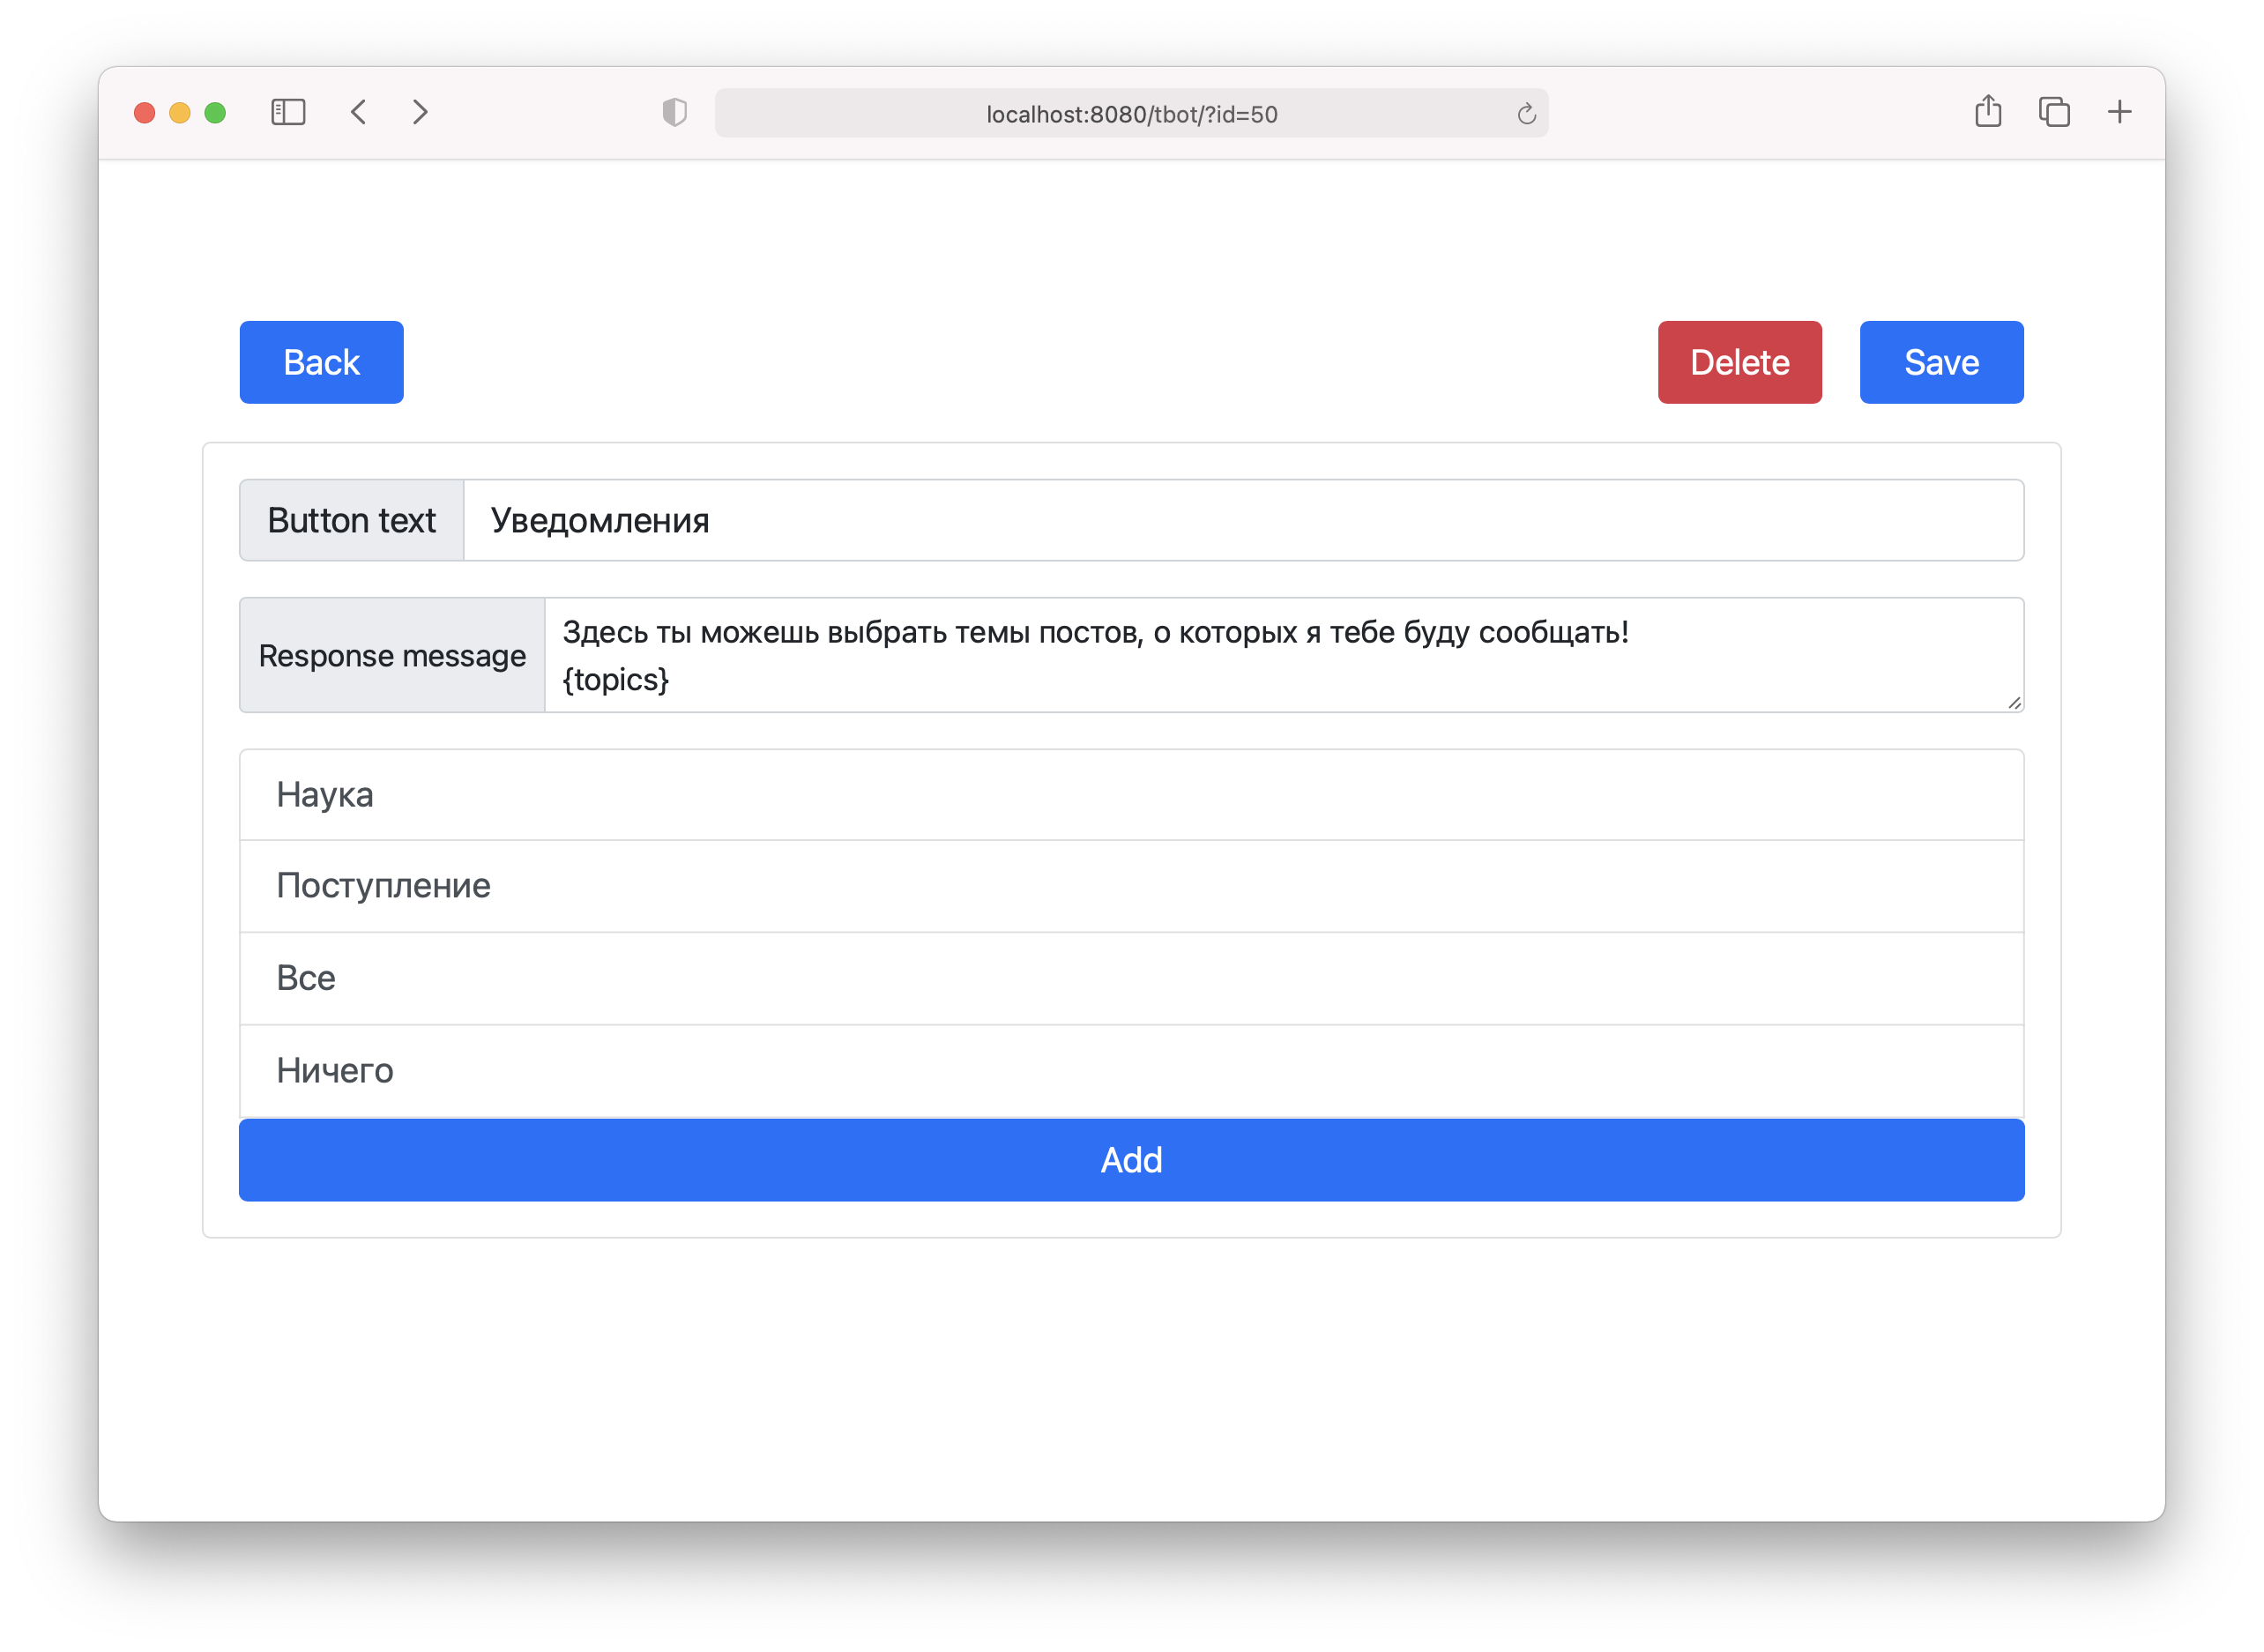 localhost:8080/tbot/?id=50
Back
Delete
Save
Button text
Уведомления
Response message
Здесь ты можешь выбрать темы постов, о которых я тебе буду сообщать!
{topics}
Наука
Поступление
Все
Ничего
Add